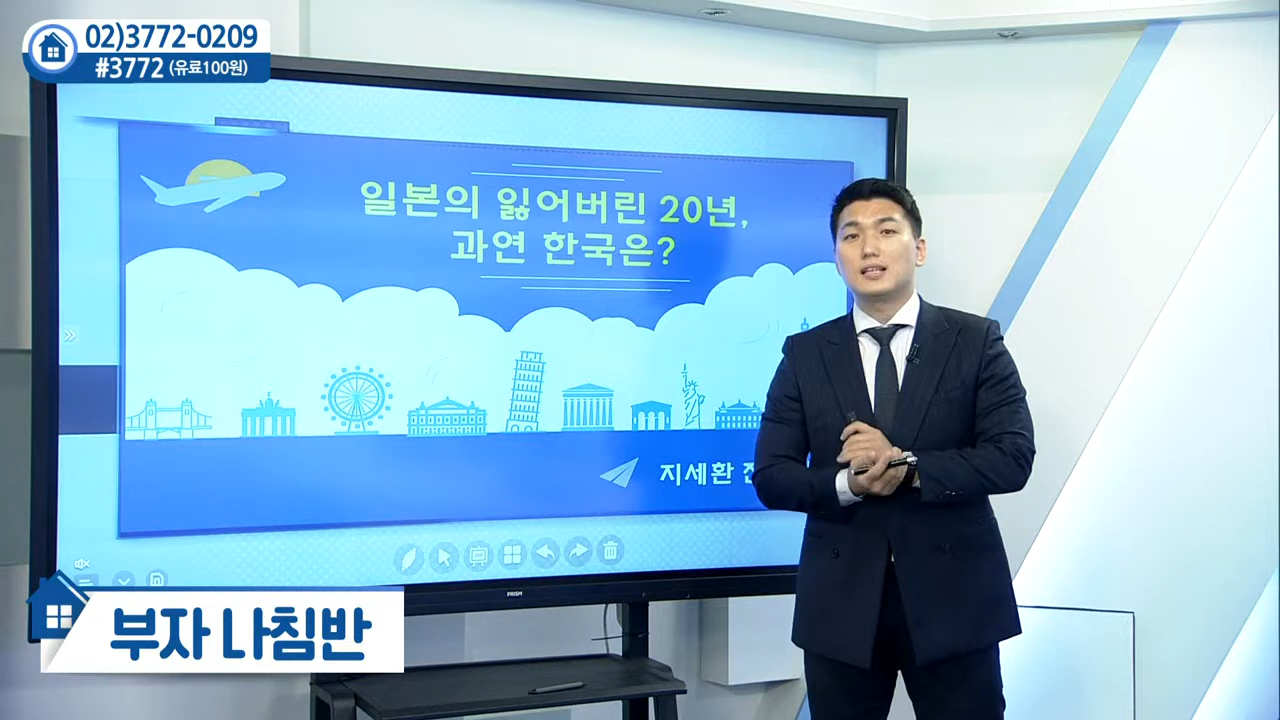 02)3772-0209
#3772 (유료100원)
일본의 잃어버린 20년,
과연 한국은?
지세환
PRISM
부자 나침반